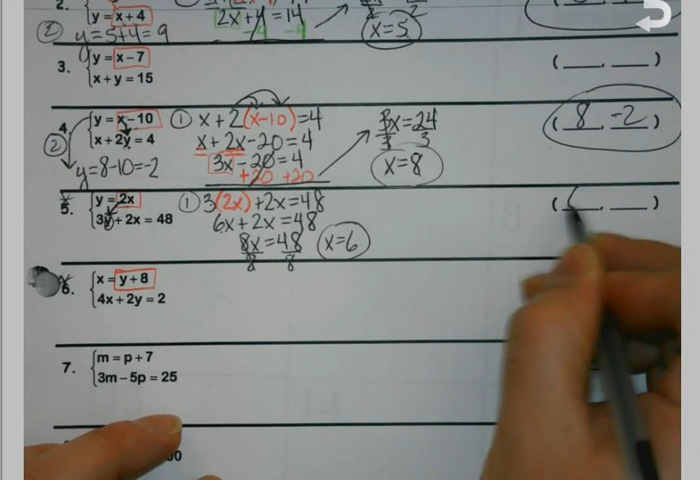 2.
y = x + 4
2x+y = 14
-4 -4
x=5
② y=5+4=9
3. y = x – 7
x + y = 15
( ___, ___ )
4. y = x – 10
x + 2y = 4
① x + 2(x-10)=4
x + 2x-20=4
3x -20=4
+20 +20
3x=24
3 3
x=8
( 8 , -2 )
② y=8-10=-2
5. y = 2x
3y + 2x = 48
① 3(2x)+2x=48
6x+2x=48
8x=48
8 8
x=6
( ___, ___ )
6. x = y + 8
4x + 2y = 2
7. m = p + 7
3m – 5p = 25